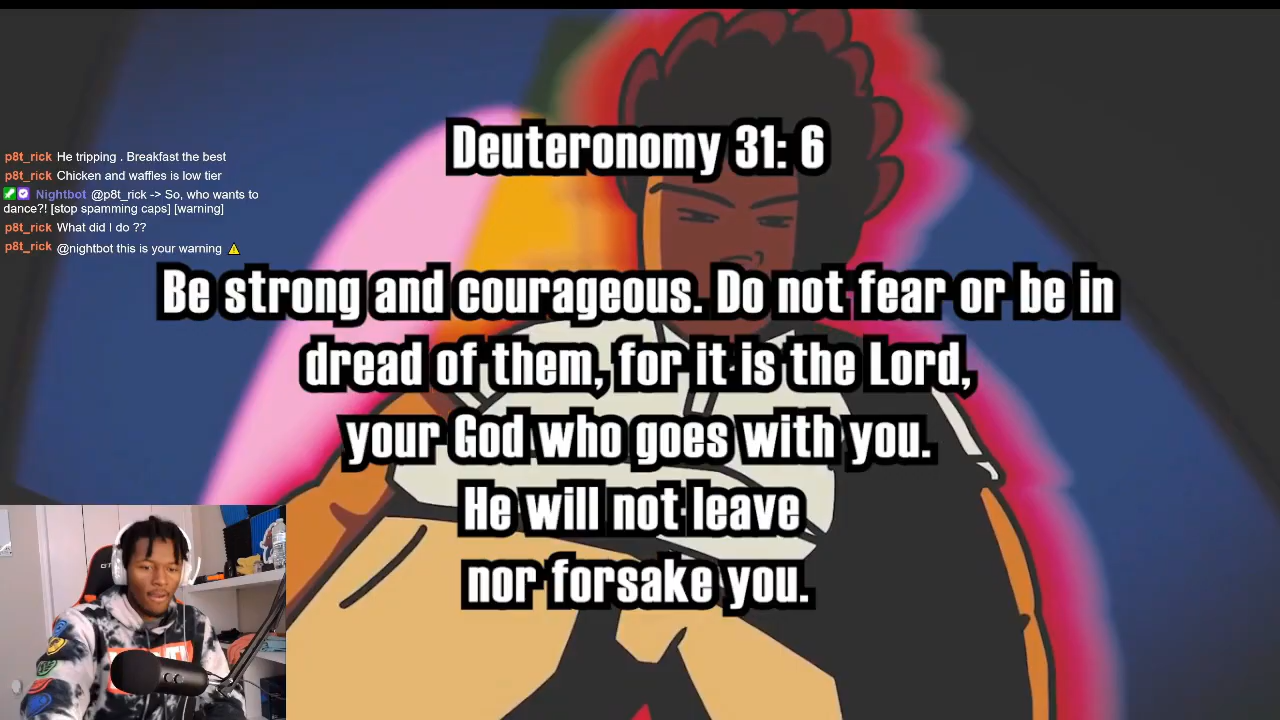 Deuteronomy 31: 6
p8t_rick He tripping . Breakfast the best
p8t_rick Chicken and waffles is low tier
Nightbot @p8t_rick -> So, who wants to
dance?! [stop spamming caps] [warning]
p8t_rick What did I do ??
p8t_rick @nightbot this is your warning ⚠
Be strong and courageous. Do not fear or be in
dread of them, for it is the Lord,
your God who goes with you.
He will not leave
nor forsake you.